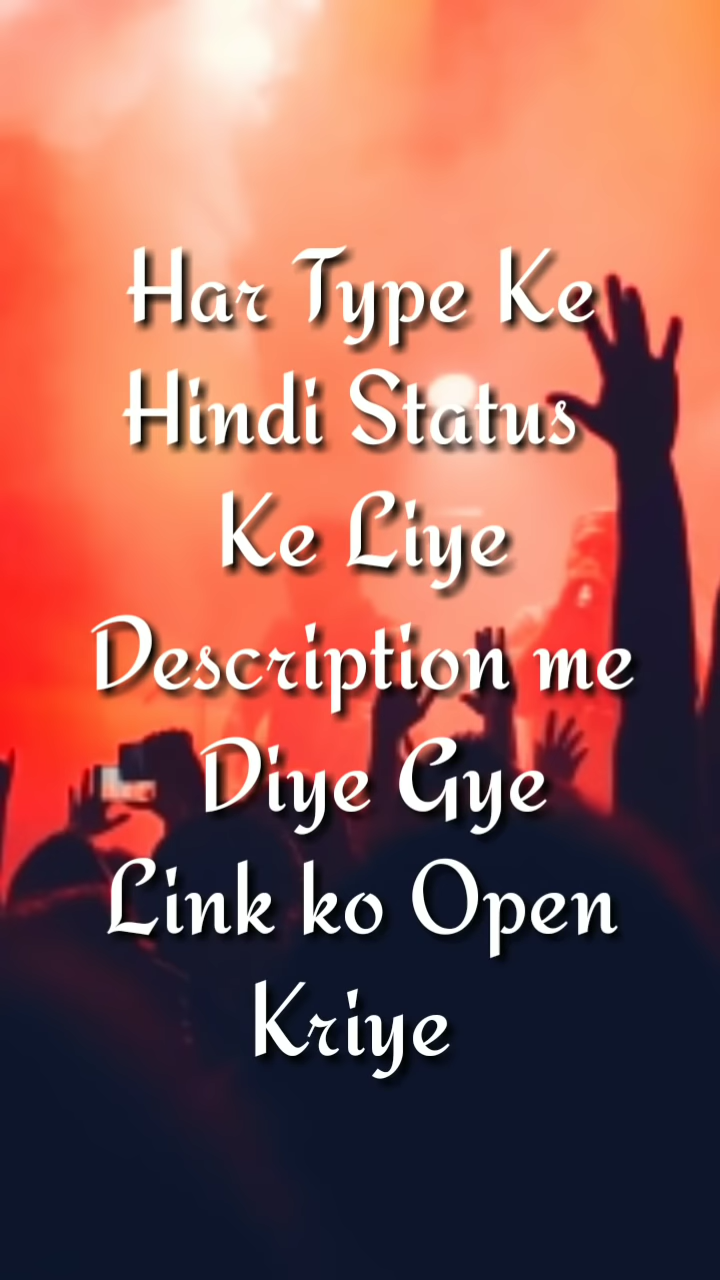 Har Type Ke
Hindi Status
Ke Liye
Description me
Diye Gye
Link ko Open
Kriye